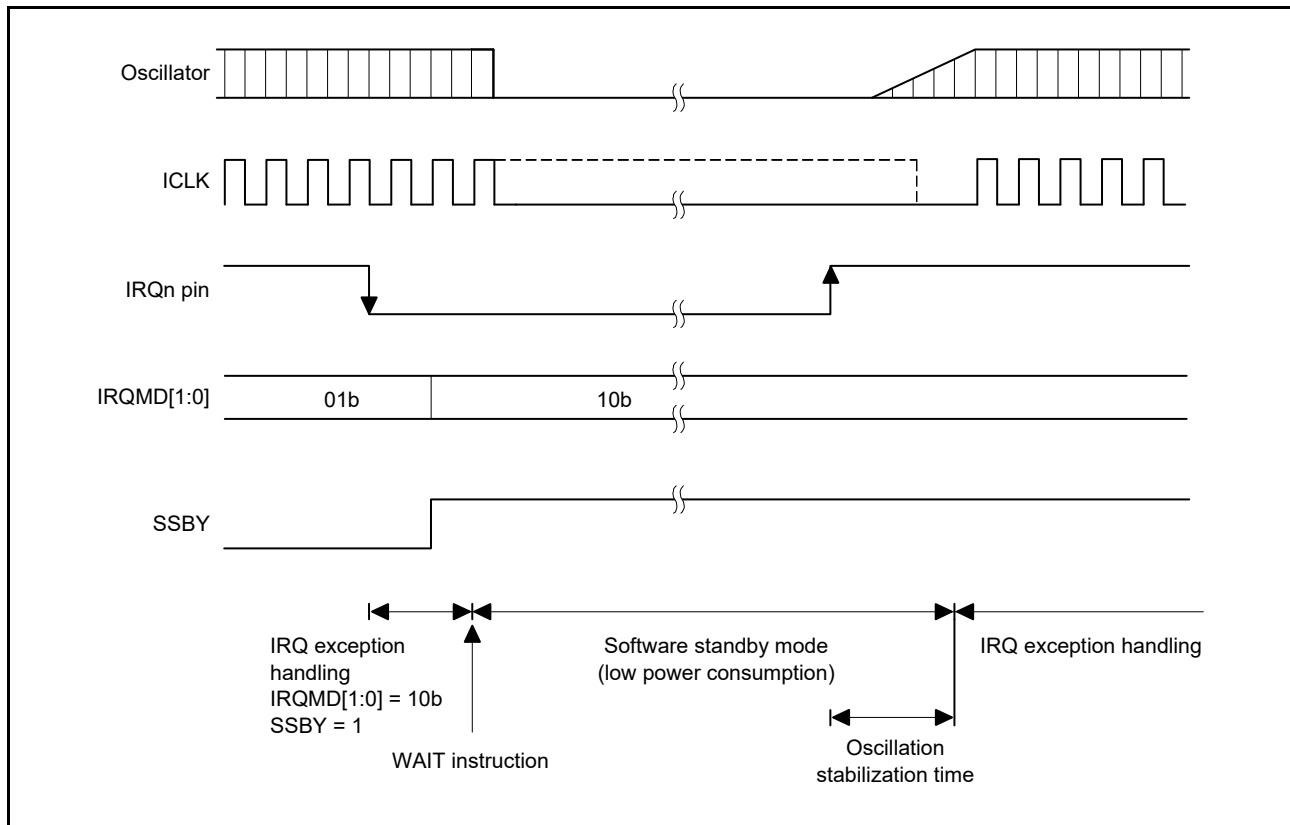 Oscillator
ICLK
IRQn pin
IRQMD[1:0]
01b
10b
SSBY
IRQ exception
handling
IRQMD[1:0] = 10b
SSBY = 1
WAIT instruction
Software standby mode
(low power consumption)
Oscillation
stabilization time
IRQ exception handling